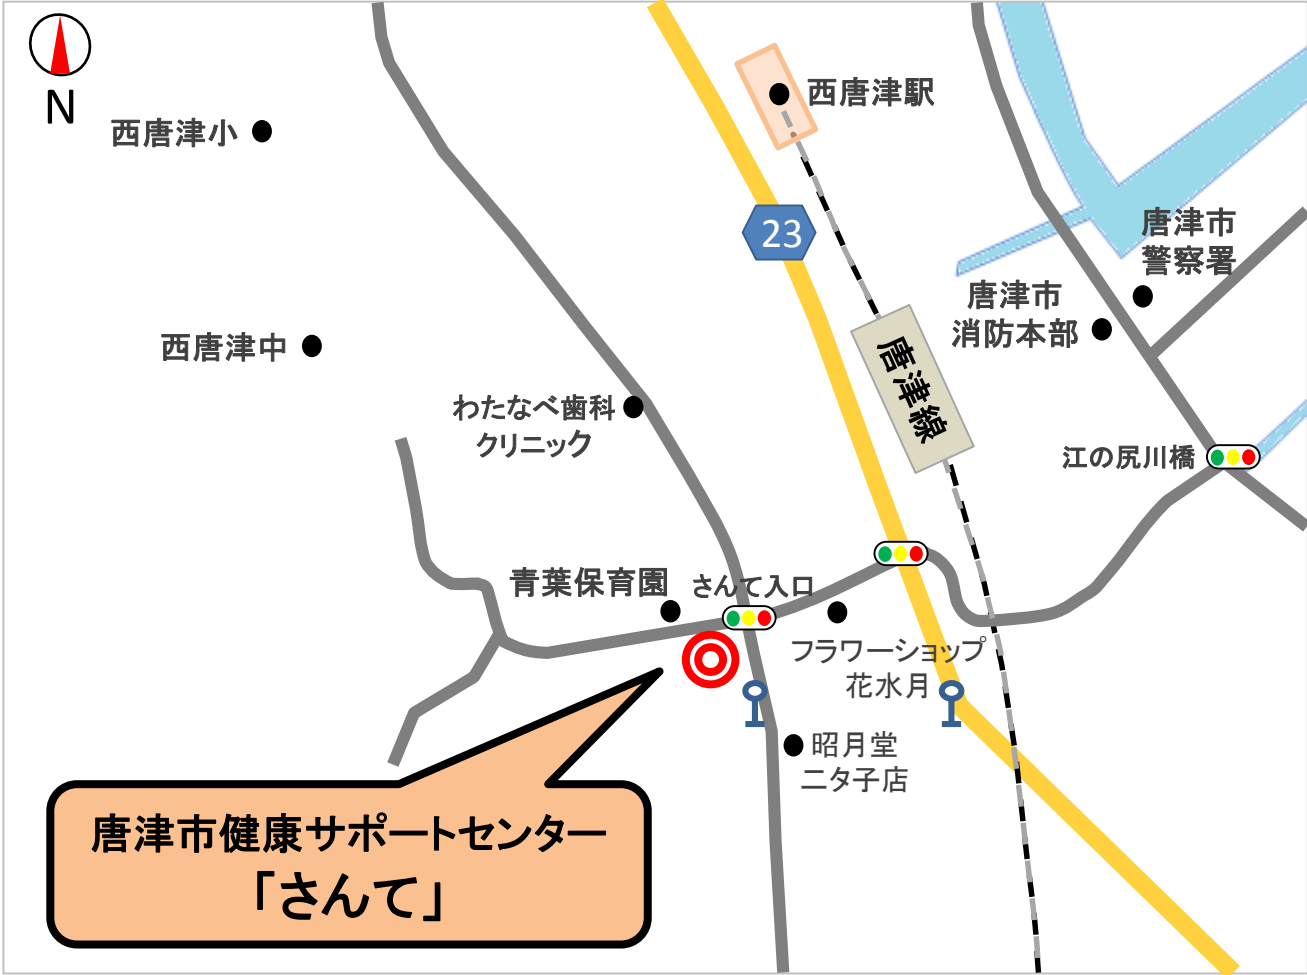 N
西唐津小
西唐津駅
23
唐津市
警察署
唐津市
消防本部
西唐津中
唐津線
わたなべ歯科
クリニック
江の尻川橋
青葉保育園
さんて入口
フラワーショップ
花水月
昭月堂
二タ子店
唐津市健康サポートセンター
「さんて」